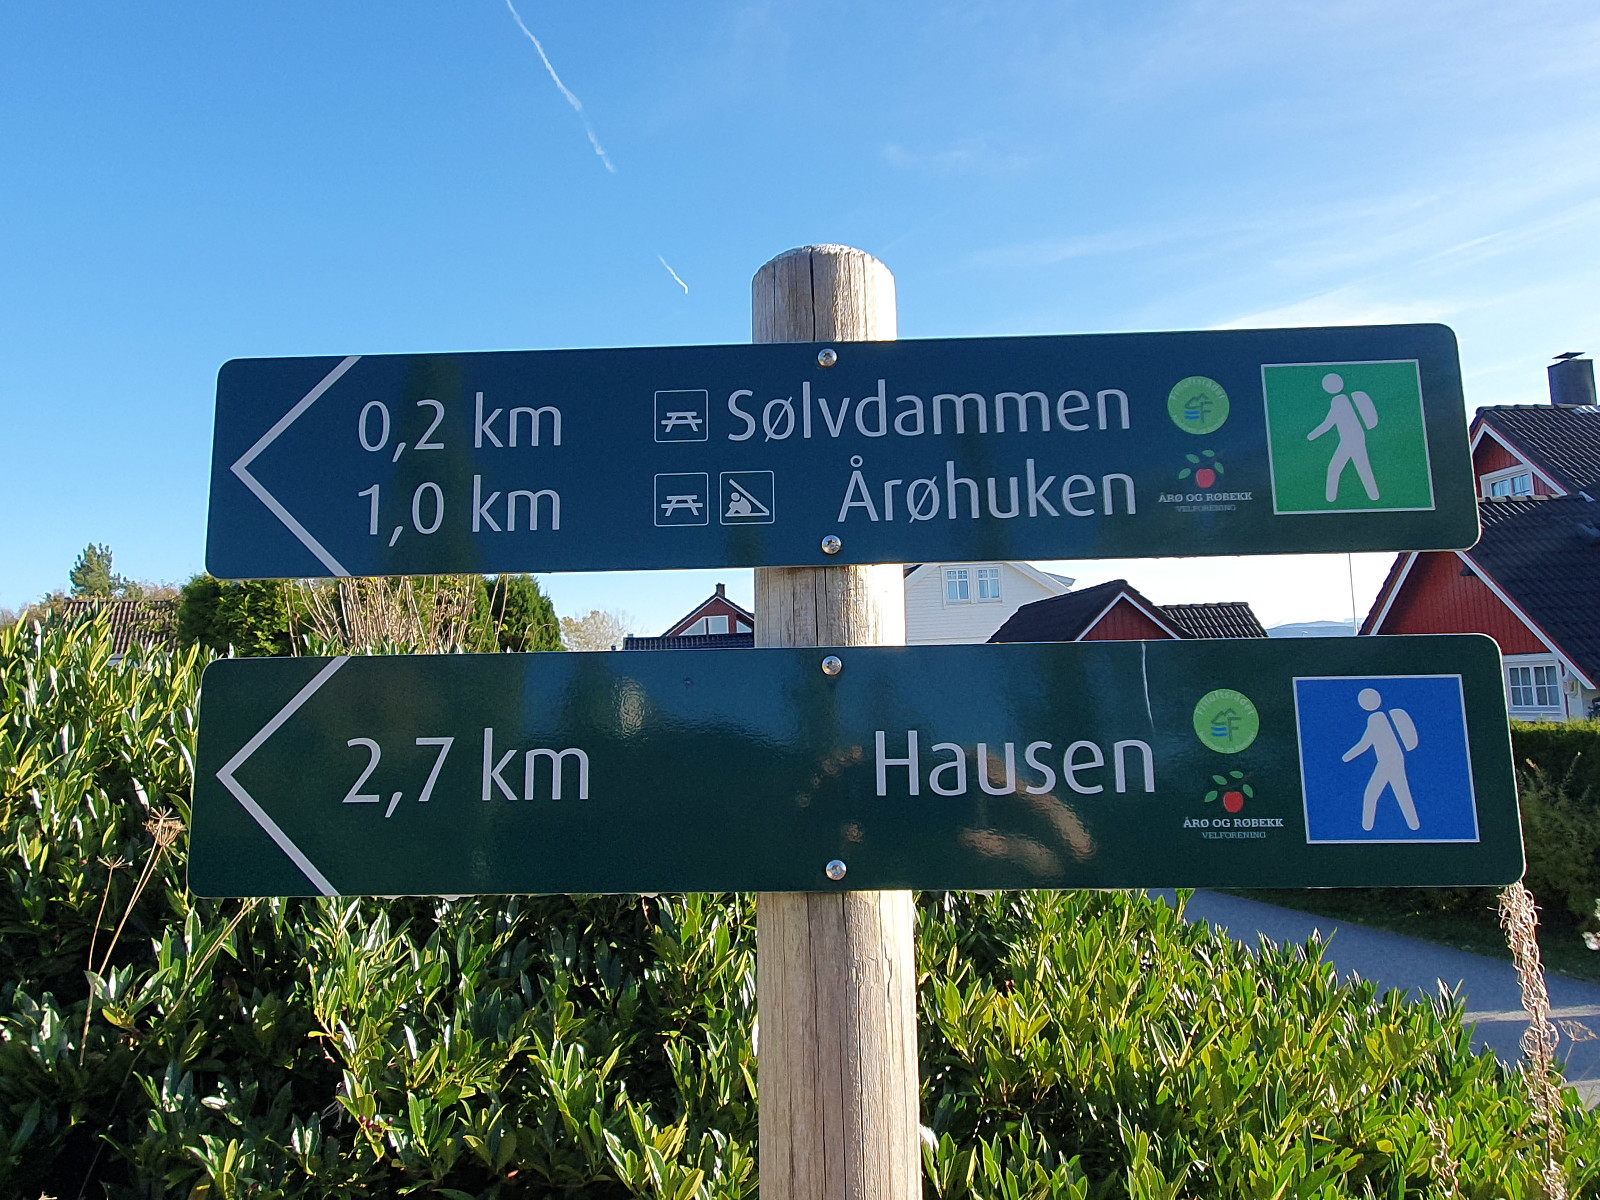 0,2 km Sølvdammen
1,0 km Årøhuken
ÅRØ OG RØBEKK
VELFORENING
2,7 km Hausen
Friluftsrådet
F
ÅRØ OG RØBEKK
VELFORENING